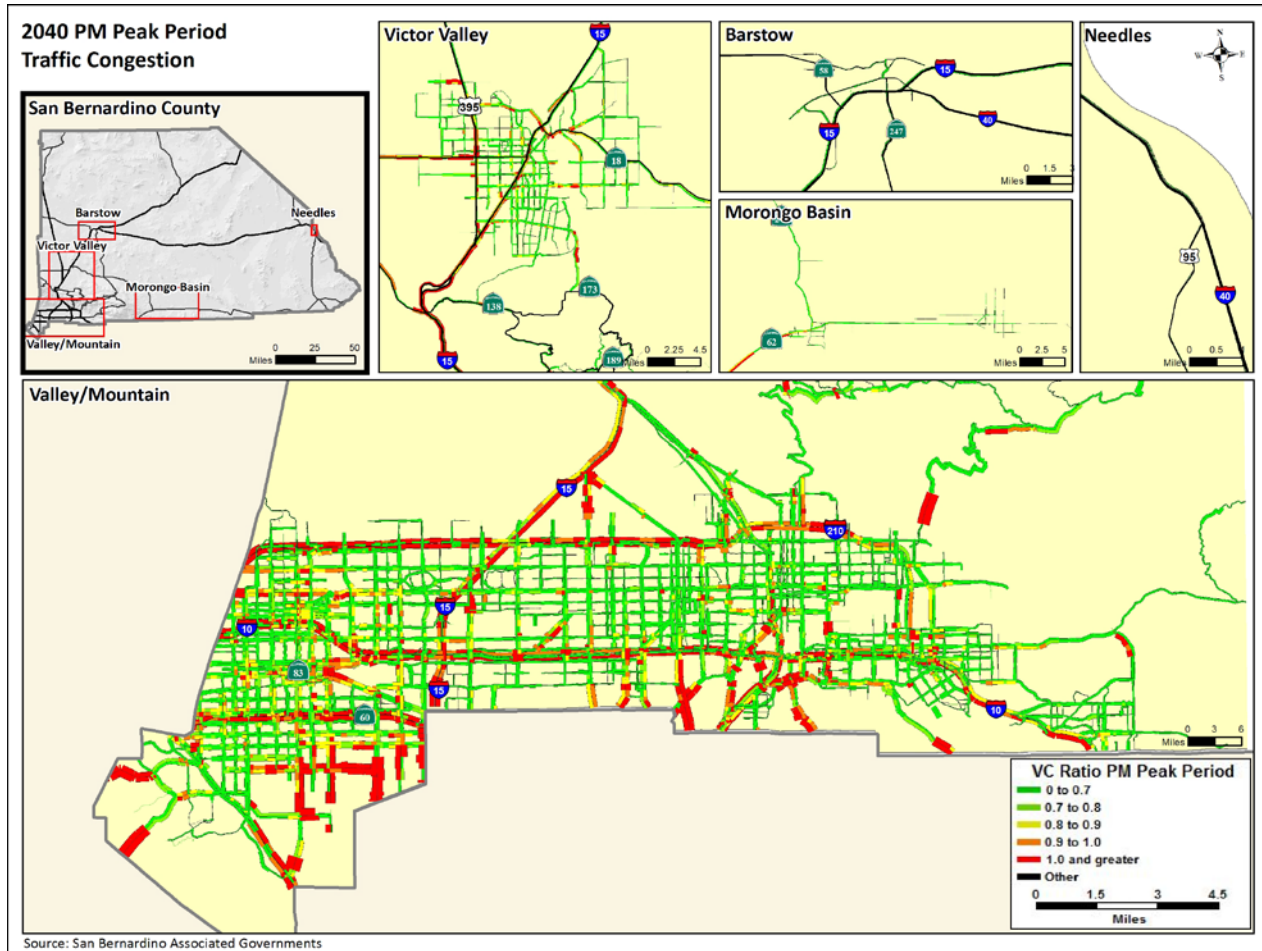 2040 PM Peak Period
Traffic Congestion
San Bernardino County
Barstow
Needles
Victor Valley
Morongo Basin
Valley/Mountain
0 25 50
Miles
Victor Valley
15
395
18
138
173
15
189
0 2.25 4.5
Miles
Barstow
58
15
15
247
40
0 1.5 3
Miles
Morongo Basin
62
0 2.5 5
Miles
Needles
N
W E
S
95
40
0 0.5 1
Miles
Valley/Mountain
15
210
15
10
83
15
60
10
0 3 6
Miles
VC Ratio PM Peak Period
0 to 0.7
0.7 to 0.8
0.8 to 0.9
0.9 to 1.0
1.0 and greater
Other
0 1.5 3 4.5
Miles
Source: San Bernardino Associated Governments